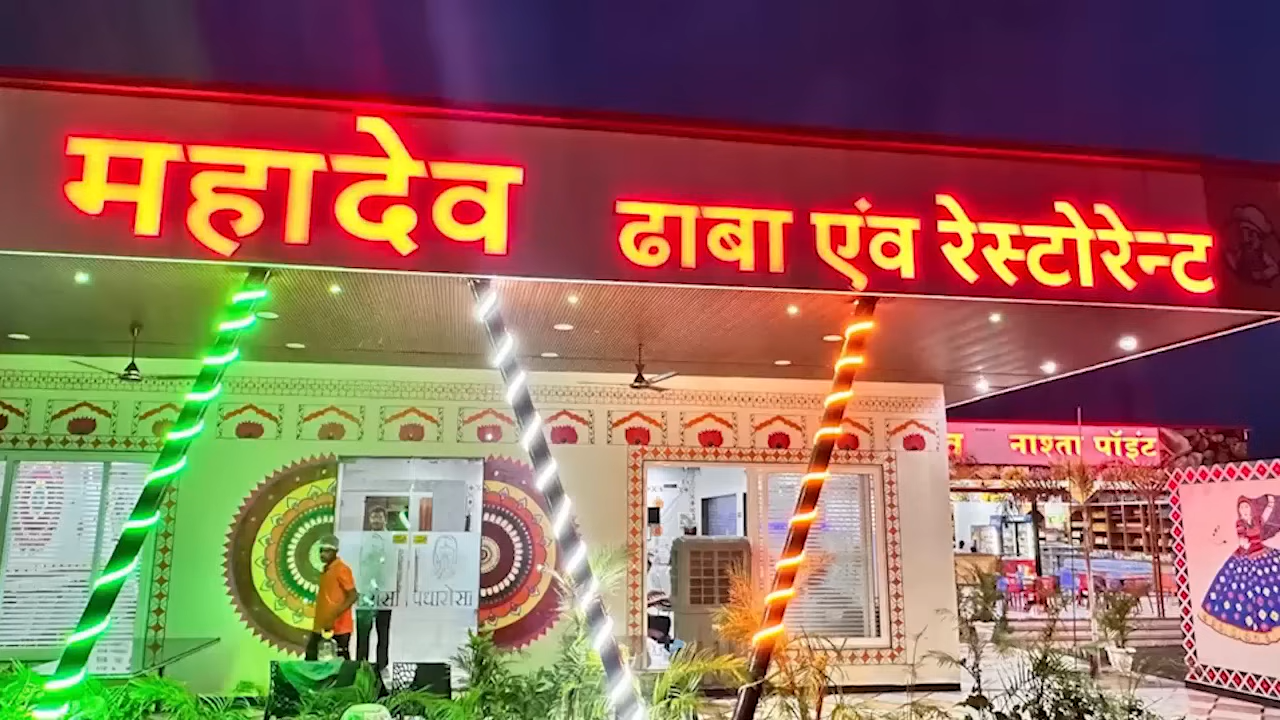 महादेव ढाबा एंव रेस्टोरेन्ट
नाश्ता पॉइंट
पधारोसा